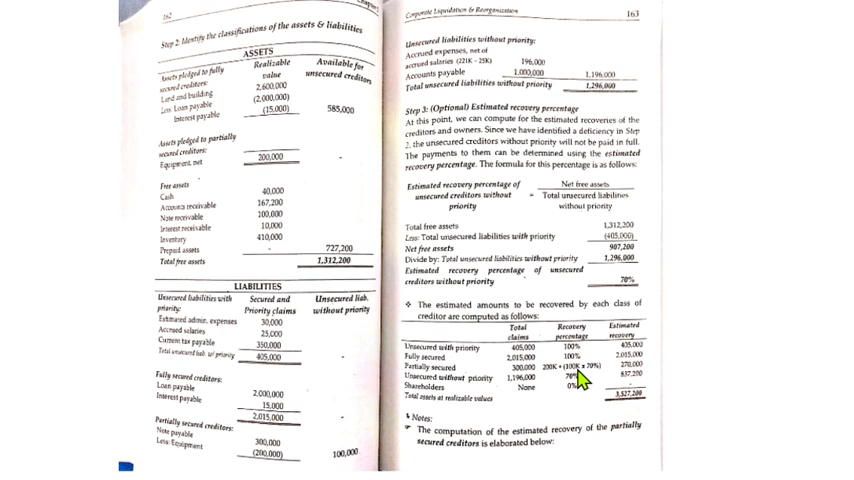 162
Chapter
Step 2: Identify the classifications of the assets & liabilities
ASSETS
Assets pledged to fully secured creditors: Realizable value Available for unsecured creditors
Land and building 2,600,000
Less: Loan payable (2,000,000)
Interest payable (15,000) 585,000
Assets pledged to partially
secured creditors:
Equipment, net 200,000 -
Free assets
Cash 40,000
Accounts receivable 167,200
Note receivable 100,000
Interest receivable 10,000
Inventory 410,000
Prepaid assets - 727,200
Total free assets 1,312,200
LIABILITIES
Unsecured liabilities with priority: Secured and Priority claims Unsecured liab. without priority
Estimated admin. expenses 30,000
Accrued salaries 25,000
Current tax payable 350,000
Total unsecured liab. w/ priority 405,000 -
Fully secured creditors:
Loan payable 2,000,000
Interest payable 15,000
2,015,000 -
Partially secured creditors:
Note payable 300,000
Less: Equipment (200,000) 100,000
Corporate Liquidation & Reorganization 163
Unsecured liabilities without priority:
Accrued expenses, net of
accrued salaries (221K - 25K) 196,000
Accounts payable 1,000,000 1,196,000
Total unsecured liabilities without priority 1,296,000
Step 3: (Optional) Estimated recovery percentage
At this point, we can compute for the estimated recoveries of the
creditors and owners. Since we have identified a deficiency in Step
2, the unsecured creditors without priority will not be paid in full.
The payments to them can be determined using the estimated
recovery percentage. The formula for this percentage is as follows:
Estimated recovery percentage of unsecured creditors without priority = Net free assets
Total unsecured liabilities
without priority
Total free assets 1,312,200
Less: Total unsecured liabilities with priority (405,000)
Net free assets 907,200
Divide by: Total unsecured liabilities without priority 1,296,000
Estimated recovery percentage of unsecured
creditors without priority 70%
❖ The estimated amounts to be recovered by each class of
creditor are computed as follows:
Total claims Recovery percentage Estimated recovery
Unsecured with priority 405,000 100% 405,000
Fully secured 2,015,000 100% 2,015,000
Partially secured 300,000 200K + (100K x 70%) 270,000
Unsecured without priority 1,196,000 70% 837,200
Shareholders None 0% -
Total assets at realizable values 3,527,200
Notes:
The computation of the estimated recovery of the partially
secured creditors is elaborated below: